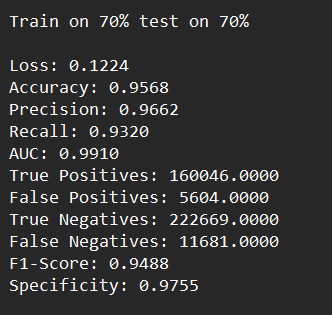 Train on 70% test on 70%
Loss: 0.1224
Accuracy: 0.9568
Precision: 0.9662
Recall: 0.9320
AUC: 0.9910
True Positives: 160046.0000
False Positives: 5604.0000
True Negatives: 222669.0000
False Negatives: 11681.0000
F1-Score: 0.9488
Specificity: 0.9755